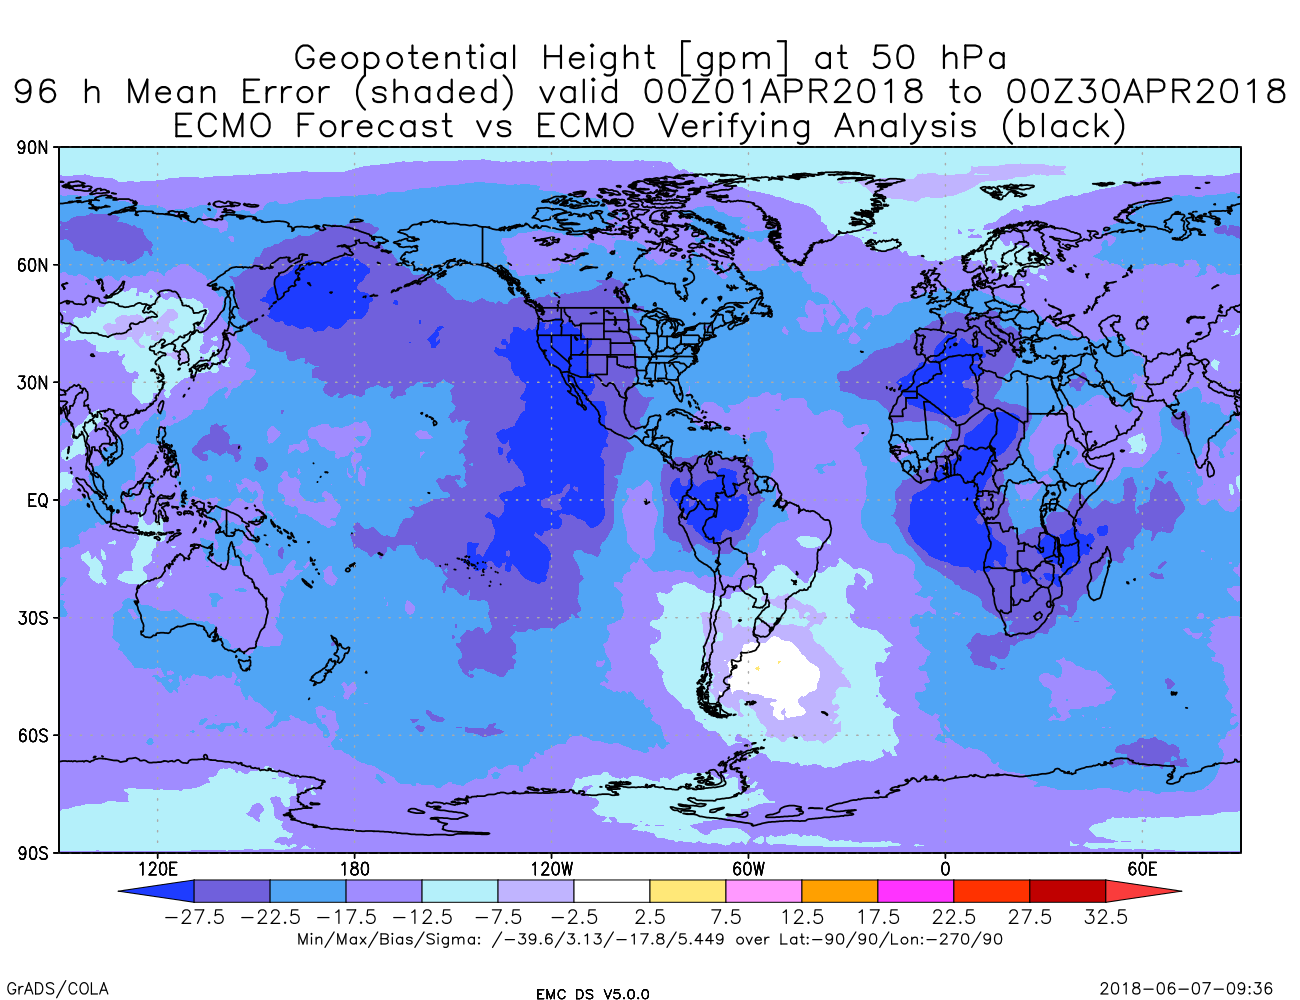 Geopotential Height [gpm] at 50 hPa
96 h Mean Error (shaded) valid 00Z01APR2018 to 00Z30APR2018
ECMO Forecast vs ECMO Verifying Analysis (black)
90N
60N
30N
EQ
30S
60S
90S
120E 180 120W 60W 0 60E
−27.5 −22.5 −17.5 −12.5 −7.5 −2.5 2.5 7.5 12.5 17.5 22.5 27.5 32.5
Min/Max/Bias/Sigma: /−39.6/3.13/−17.8/5.449 over Lat:−90/90/Lon:−270/90
GrADS/COLA EMC DS V5.0.0 2018-06-07-09:36